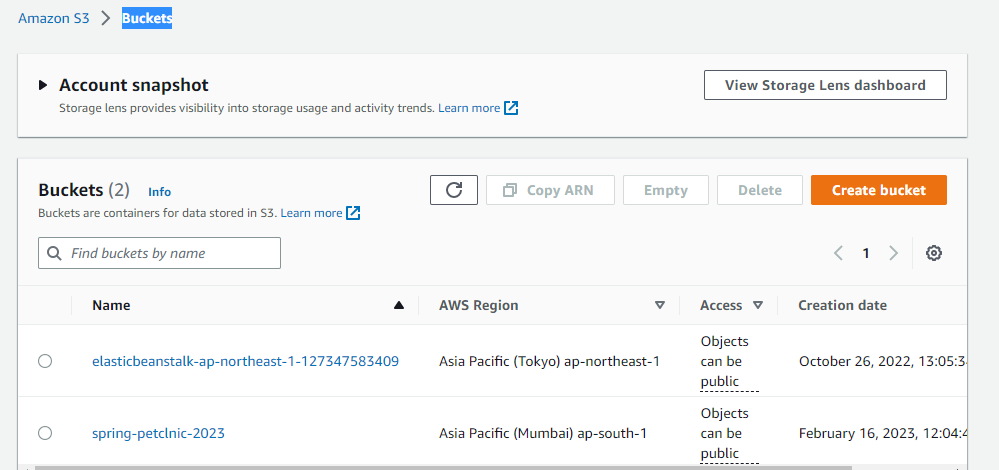 Amazon S3 > Buckets
Account snapshot
View Storage Lens dashboard
Storage lens provides visibility into storage usage and activity trends. Learn more
Buckets (2) Info
Copy ARN Empty Delete Create bucket
Buckets are containers for data stored in S3. Learn more
Find buckets by name
1
Name AWS Region Access Creation date
Objects
elasticbeanstalk-ap-northeast-1-127347583409 Asia Pacific (Tokyo) ap-northeast-1 can be October 26, 2022, 13:05:3
public
Objects
spring-petclnic-2023 Asia Pacific (Mumbai) ap-south-1 can be February 16, 2023, 12:04:4
public